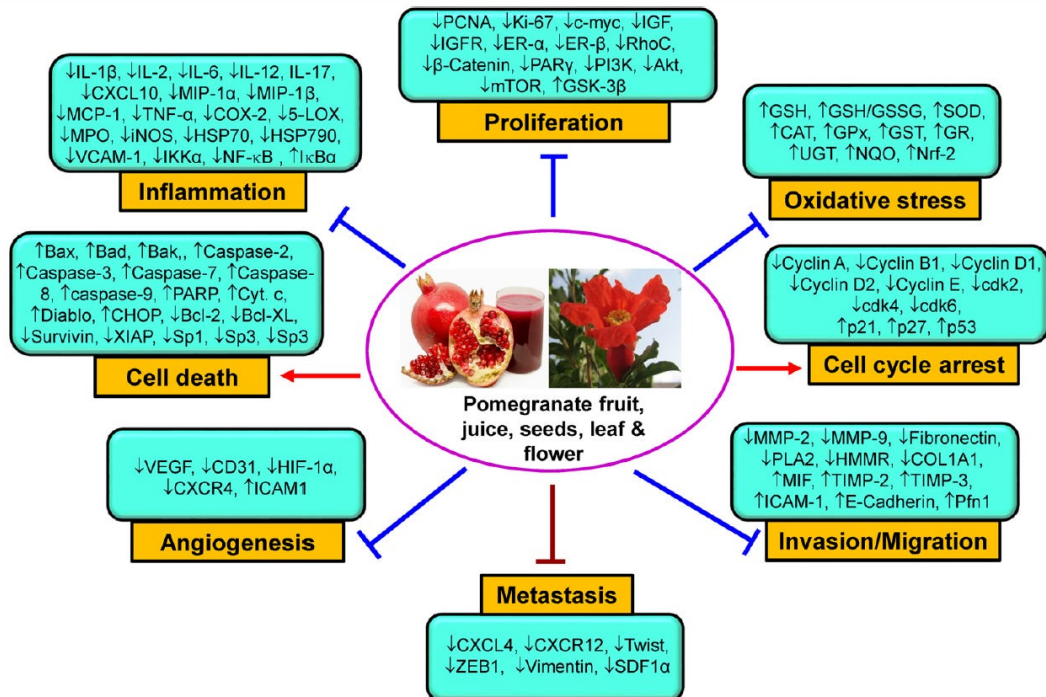 ↓PCNA, ↓Ki-67, ↓c-myc, ↓IGF,
↓IGFR, ↓ER-α, ↓ER-β, ↓RhoC,
↓β-Catenin, ↓PARγ, ↓PI3K, ↓Akt,
↓mTOR, ↑GSK-3β
Proliferation
↓IL-1β, ↓IL-2, ↓IL-6, ↓IL-12, IL-17,
↓CXCL10, ↓MIP-1α, ↓MIP-1β,
↓MCP-1, ↓TNF-α, ↓COX-2, ↓5-LOX,
↓MPO, ↓iNOS, ↓HSP70, ↓HSP790,
↓VCAM-1, ↓IKKα, ↓NF-κB, ↑IκBα
Inflammation
↑GSH, ↑GSH/GSSG, ↑SOD,
↑CAT, ↑GPx, ↑GST, ↑GR,
↑UGT, ↑NQO, ↑Nrf-2
Oxidative stress
↑Bax, ↑Bad, ↑Bak,, ↑Caspase-2,
↑Caspase-3, ↑Caspase-7, ↑Caspase-
8, ↑caspase-9, ↑PARP, ↑Cyt. c,
↑Diablo, ↑CHOP, ↓Bcl-2, ↓Bcl-XL,
↓Survivin, ↓XIAP, ↓Sp1, ↓Sp3, ↓Sp3
Cell death
↓Cyclin A, ↓Cyclin B1, ↓Cyclin D1,
↓Cyclin D2, ↓Cyclin E, ↓cdk2,
↓cdk4, ↓cdk6,
↑p21, ↑p27, ↑p53
Cell cycle arrest
Pomegranate fruit,
juice, seeds, leaf &
flower
↓VEGF, ↓CD31, ↓HIF-1α,
↓CXCR4, ↑ICAM1
Angiogenesis
↓MMP-2, ↓MMP-9, ↓Fibronectin,
↓PLA2, ↓HMMR, ↓COL1A1,
↑MIF, ↑TIMP-2, ↑TIMP-3,
↑ICAM-1, ↑E-Cadherin, ↑Pfn1
Invasion/Migration
Metastasis
↓CXCL4, ↓CXCR12, ↓Twist,
↓ZEB1, ↓Vimentin, ↓SDF1α